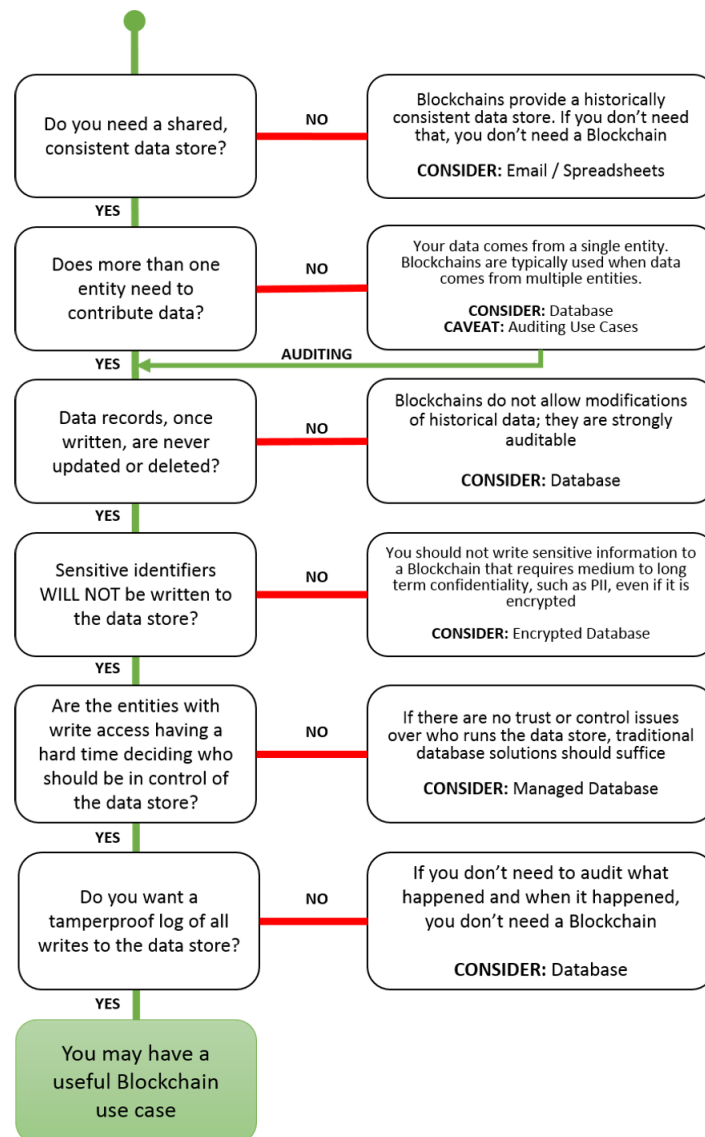 Do you need a shared,
consistent data store?
NO
Blockchains provide a historically
consistent data store. If you don't need
that, you don't need a Blockchain
CONSIDER: Email / Spreadsheets
YES
Does more than one
entity need to
contribute data?
NO
Your data comes from a single entity.
Blockchains are typically used when data
comes from multiple entities.
CONSIDER: Database
CAVEAT: Auditing Use Cases
YES
AUDITING
Data records, once
written, are never
updated or deleted?
NO
Blockchains do not allow modifications
of historical data; they are strongly
auditable
CONSIDER: Database
YES
Sensitive identifiers
WILL NOT be written to
the data store?
NO
You should not write sensitive information to
a Blockchain that requires medium to long
term confidentiality, such as PII, even if it is
encrypted
CONSIDER: Encrypted Database
YES
Are the entities with
write access having a
hard time deciding who
should be in control of
the data store?
NO
If there are no trust or control issues
over who runs the data store, traditional
database solutions should suffice
CONSIDER: Managed Database
YES
Do you want a
tamperproof log of all
writes to the data store?
NO
If you don't need to audit what
happened and when it happened,
you don't need a Blockchain
CONSIDER: Database
YES
You may have a
useful Blockchain
use case